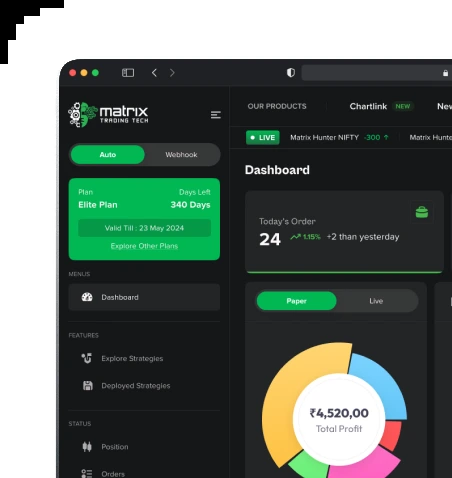 matrix
TRADING TECH
Auto
Webhook
Plan
Days Left
Elite Plan
340 Days
Valid Till : 23 May 2024
Explore Other Plans
MENUS
Dashboard
FEATURES
Explore Strategies
Deployed Strategies
STATUS
Position
Orders
OUR PRODUCTS
Chartlink NEW
LIVE
Matrix Hunter NIFTY -300 ↑
Matrix
Dashboard
Today's Order
24
1.15%
+2 than yesterday
Paper
Live
₹4,520,00
Total Profit